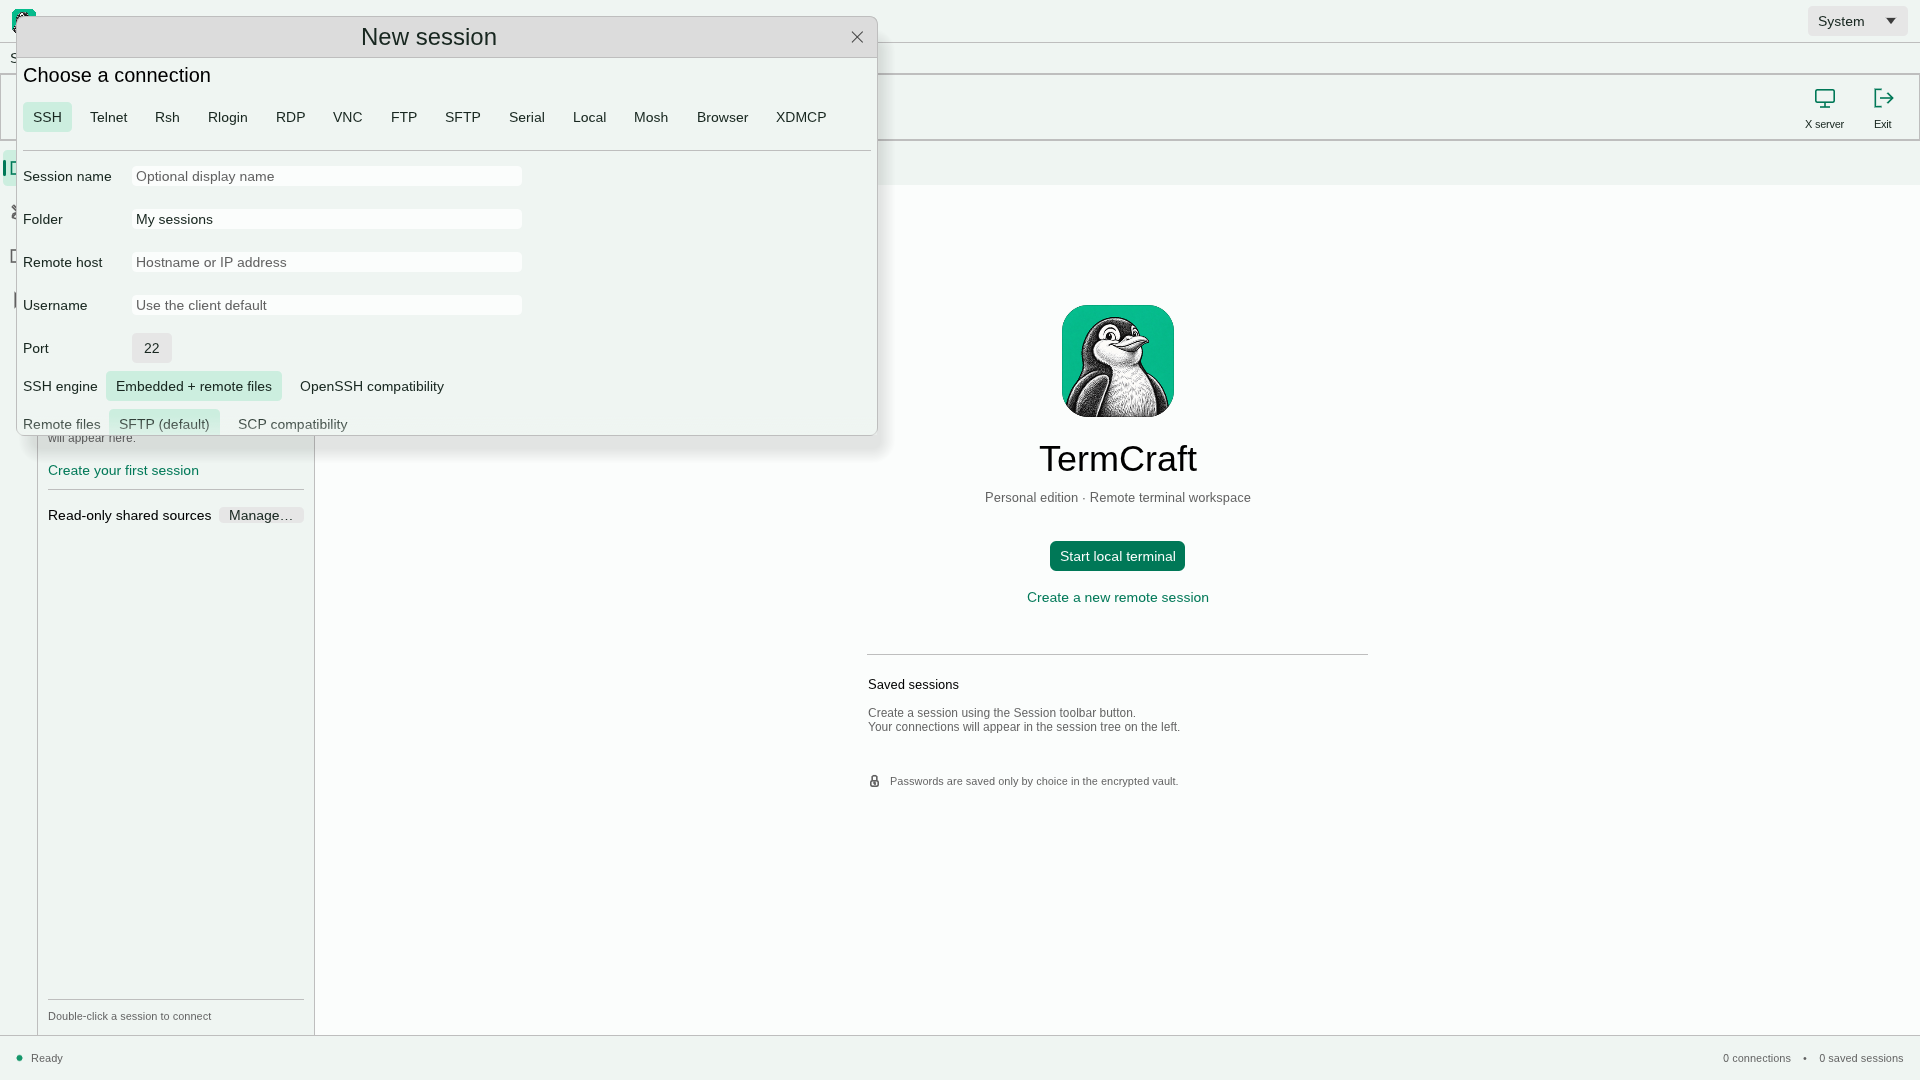 New session
System
Choose a connection
SSH Telnet Rsh Rlogin RDP VNC FTP SFTP Serial Local Mosh Browser XDMCP
X server Exit
Session name Optional display name
Folder My sessions
Remote host Hostname or IP address
Username Use the client default
Port 22
SSH engine Embedded + remote files OpenSSH compatibility
Remote files SFTP (default) SCP compatibility
will appear here.
Create your first session
Read-only shared sources Manage…
TermCraft
Personal edition · Remote terminal workspace
Start local terminal
Create a new remote session
Saved sessions
Create a session using the Session toolbar button.
Your connections will appear in the session tree on the left.
Passwords are saved only by choice in the encrypted vault.
Double-click a session to connect
Ready
0 connections • 0 saved sessions